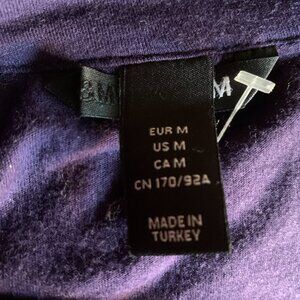 &M
M
EUR M
US M
CA M
CN 170/92A
MADE IN
TURKEY